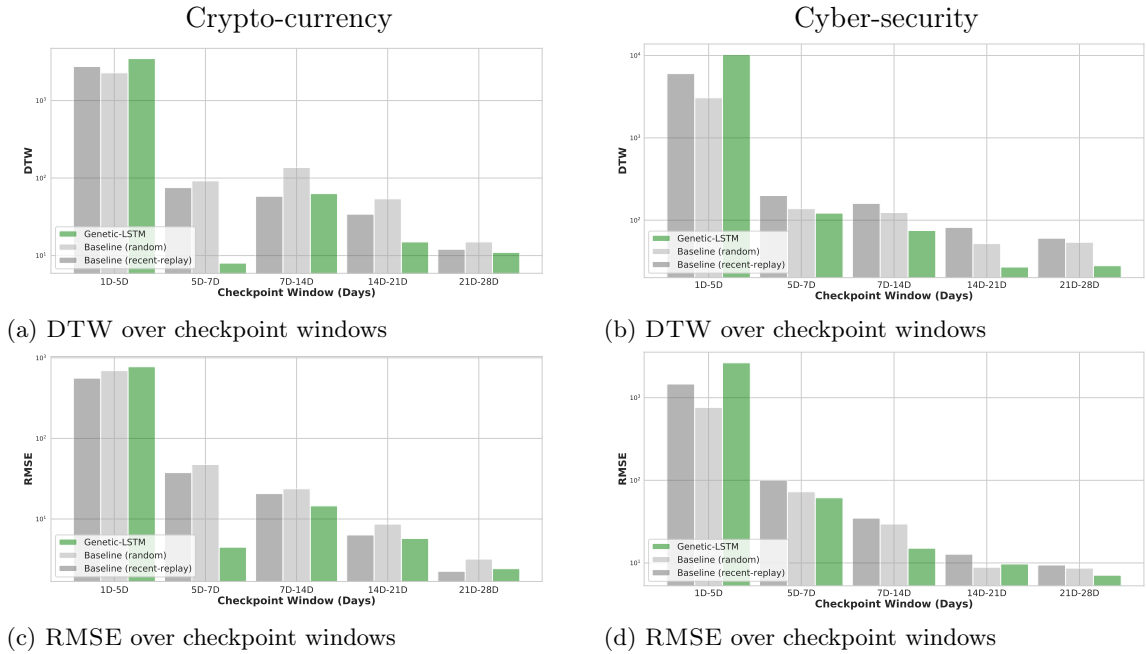 Crypto-currency
Cyber-security
DTW
10³
10²
10¹
Genetic-LSTM
Baseline (random)
Baseline (recent-replay)
1D-5D 5D-7D 7D-14D 14D-21D 21D-28D
Checkpoint Window (Days)
(a) DTW over checkpoint windows
DTW
10⁴
10³
10²
Genetic-LSTM
Baseline (random)
Baseline (recent-replay)
1D-5D 5D-7D 7D-14D 14D-21D 21D-28D
Checkpoint Window (Days)
(b) DTW over checkpoint windows
RMSE
10³
10²
10¹
Genetic-LSTM
Baseline (random)
Baseline (recent-replay)
1D-5D 5D-7D 7D-14D 14D-21D 21D-28D
Checkpoint Window (Days)
(c) RMSE over checkpoint windows
RMSE
10³
10²
10¹
Genetic-LSTM
Baseline (random)
Baseline (recent-replay)
1D-5D 5D-7D 7D-14D 14D-21D 21D-28D
Checkpoint Window (Days)
(d) RMSE over checkpoint windows